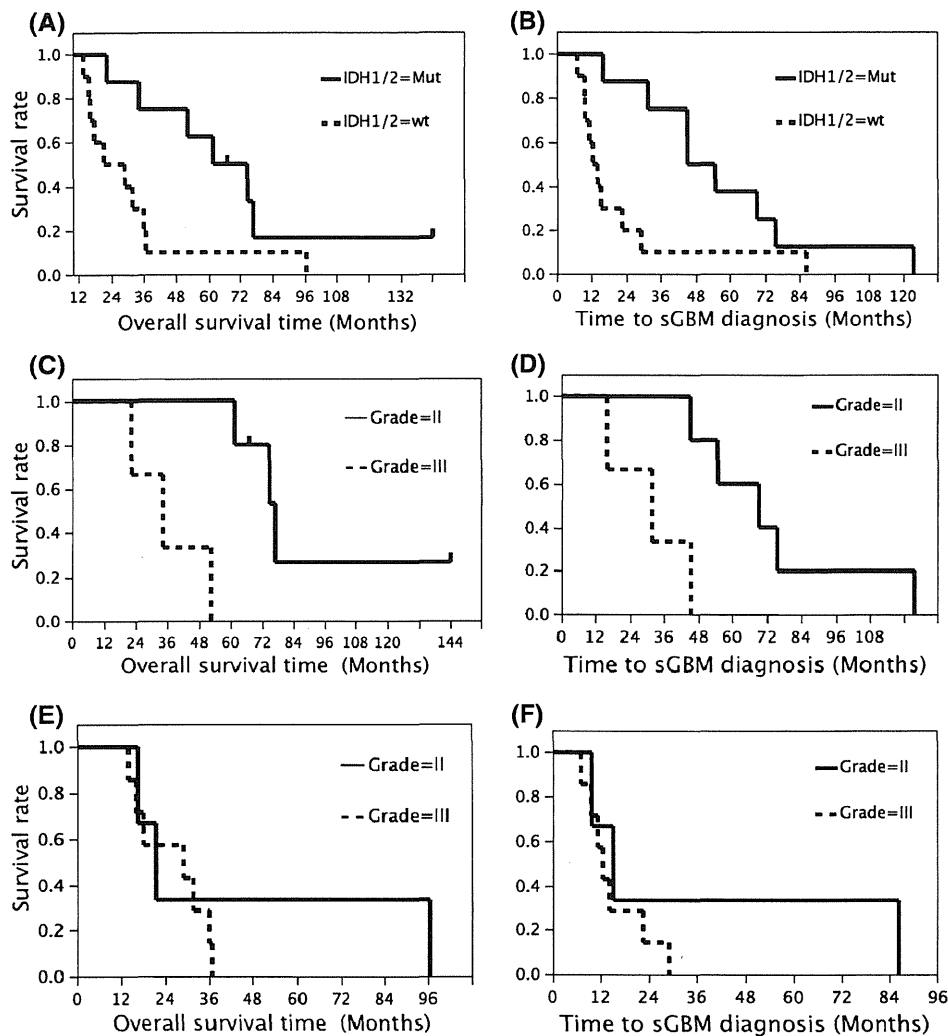 (A)
Survival rate
1.0
0.8
0.6
0.4
0.2
0.0
IDH1/2=Mut
IDH1/2=wt
12 24 36 48 60 72 84 96 108 132
Overall survival time (Months)
(B)
1.0
0.8
0.6
0.4
0.2
0.0
IDH1/2=Mut
IDH1/2=wt
0 12 24 36 48 60 72 84 96 108 120
Time to sGBM diagnosis (Months)
(C)
Survival rate
1.0
0.8
0.6
0.4
0.2
0.0
Grade=II
Grade=III
0 12 24 36 48 60 72 84 96 108 120 144
Overall survival time (Months)
(D)
1.0
0.8
0.6
0.4
0.2
0.0
Grade=II
Grade=III
0 12 24 36 48 60 72 84 96 108
Time to sGBM diagnosis (Months)
(E)
Survival rate
1.0
0.8
0.6
0.4
0.2
0.0
Grade=II
Grade=III
0 12 24 36 48 60 72 84 96
Overall survival time (Months)
(F)
1.0
0.8
0.6
0.4
0.2
0.0
Grade=II
Grade=III
0 12 24 36 48 60 72 84 96
Time to sGBM diagnosis (Months)